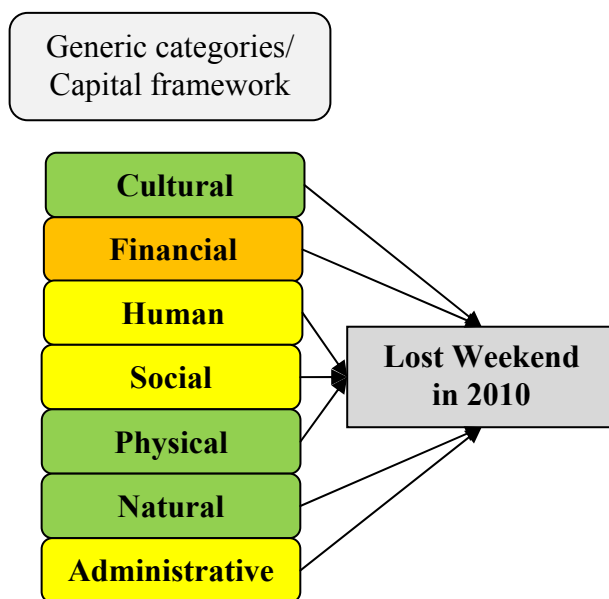 Generic categories/
Capital framework
Cultural
Financial
Human
Social
Physical
Natural
Administrative
Lost Weekend
in 2010